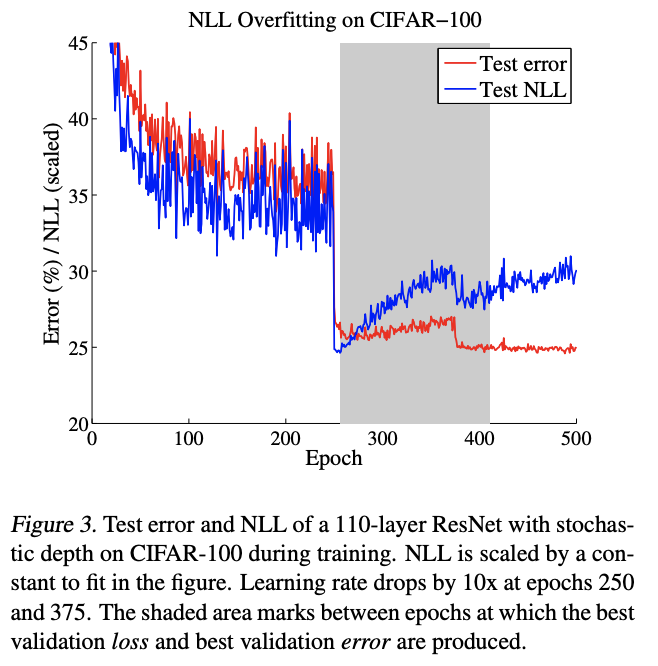 NLL Overfitting on CIFAR−100
45
40
35
30
25
20
Error (%) / NLL (scaled)
Test error
Test NLL
0
100
200
300
400
500
Epoch
Figure 3. Test error and NLL of a 110-layer ResNet with stochas-
tic depth on CIFAR-100 during training. NLL is scaled by a con-
stant to fit in the figure. Learning rate drops by 10x at epochs 250
and 375. The shaded area marks between epochs at which the best
validation loss and best validation error are produced.